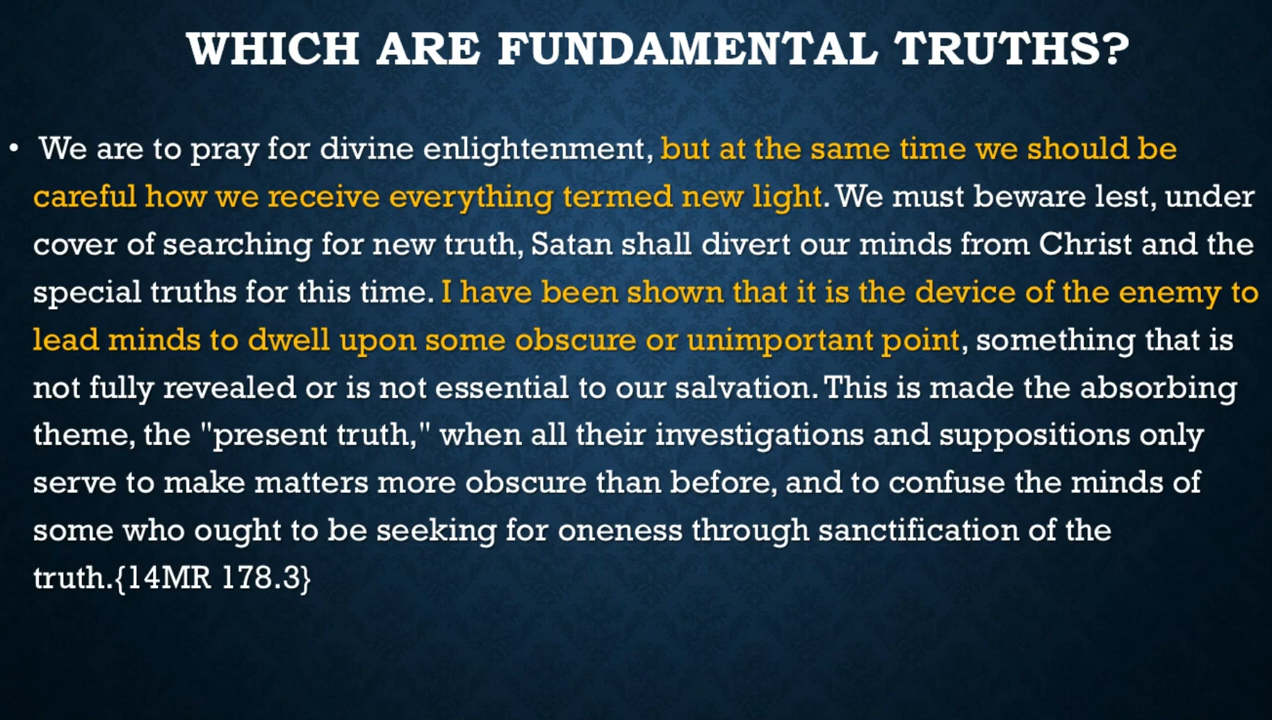 WHICH ARE FUNDAMENTAL TRUTHS?
• We are to pray for divine enlightenment, but at the same time we should be
careful how we receive everything termed new light. We must beware lest, under
cover of searching for new truth, Satan shall divert our minds from Christ and the
special truths for this time. I have been shown that it is the device of the enemy to
lead minds to dwell upon some obscure or unimportant point, something that is
not fully revealed or is not essential to our salvation. This is made the absorbing
theme, the "present truth," when all their investigations and suppositions only
serve to make matters more obscure than before, and to confuse the minds of
some who ought to be seeking for oneness through sanctification of the
truth.{14MR 178.3}